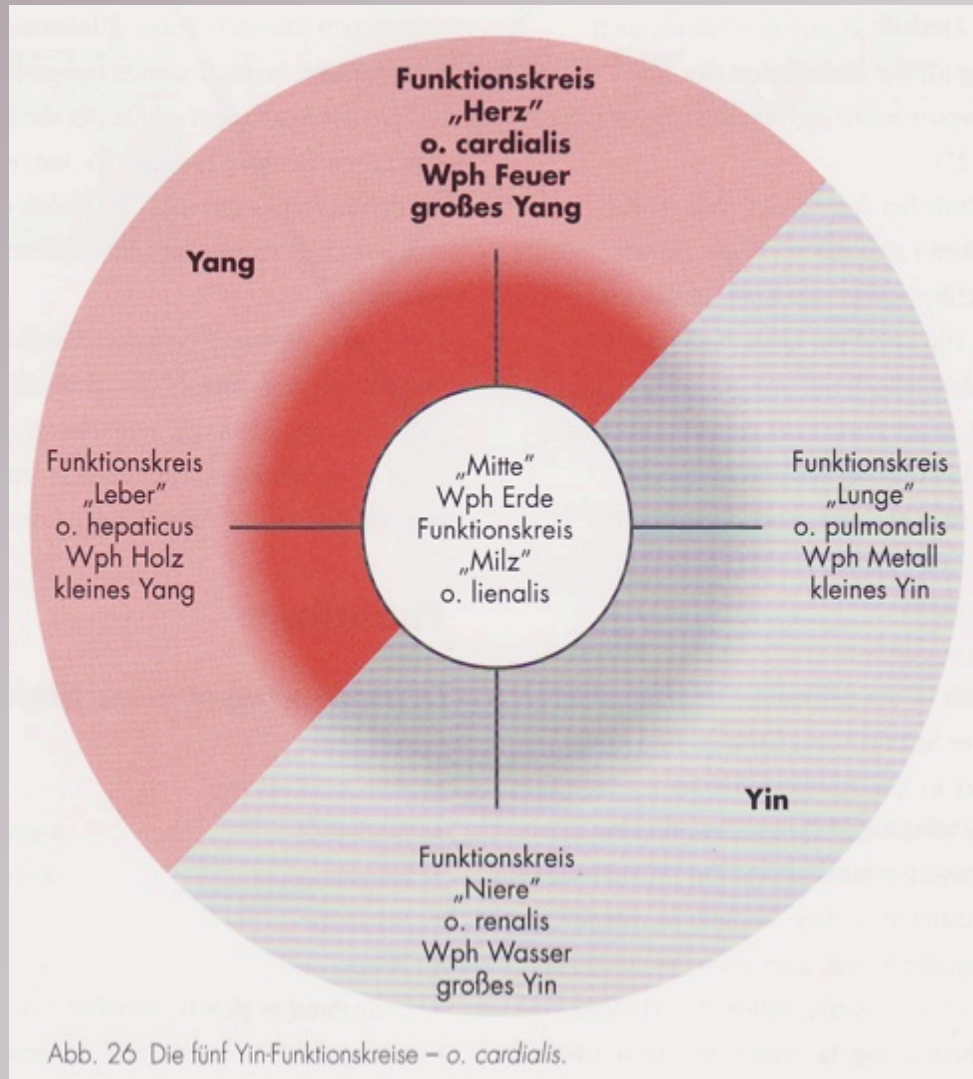 Funktionskreis
„Herz”
o. cardialis
Wph Feuer
großes Yang
Yang
Funktionskreis
„Leber”
o. hepaticus
Wph Holz
kleines Yang
„Mitte”
Wph Erde
Funktionskreis
„Milz”
o. lienalis
Funktionskreis
„Lunge”
o. pulmonalis
Wph Metall
kleines Yin
Yin
Funktionskreis
„Niere”
o. renalis
Wph Wasser
großes Yin
Abb. 26 Die fünf Yin-Funktionskreise – o. cardialis.